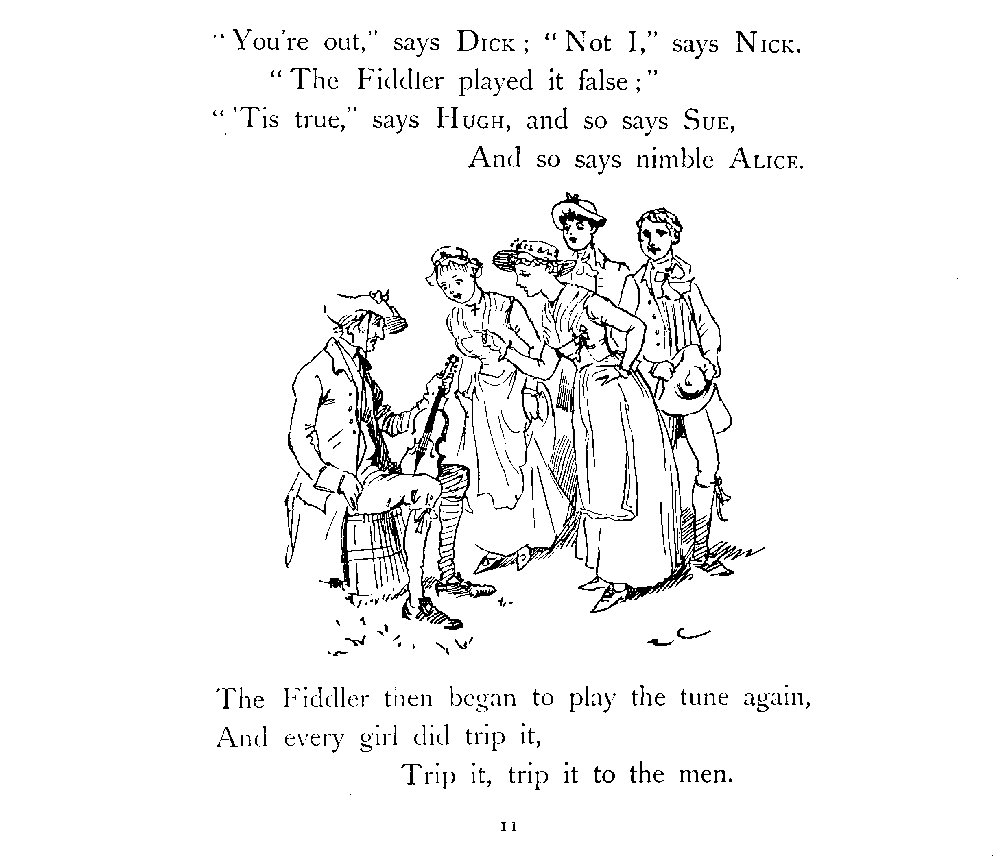 "You're out," says DICK; "Not I," says NICK.
"The Fiddler played it false;"
"'Tis true," says HUGH, and so says SUE,
And so says nimble ALICE.
The Fiddler then began to play the tune again,
And every girl did trip it,
Trip it, trip it to the men.
11